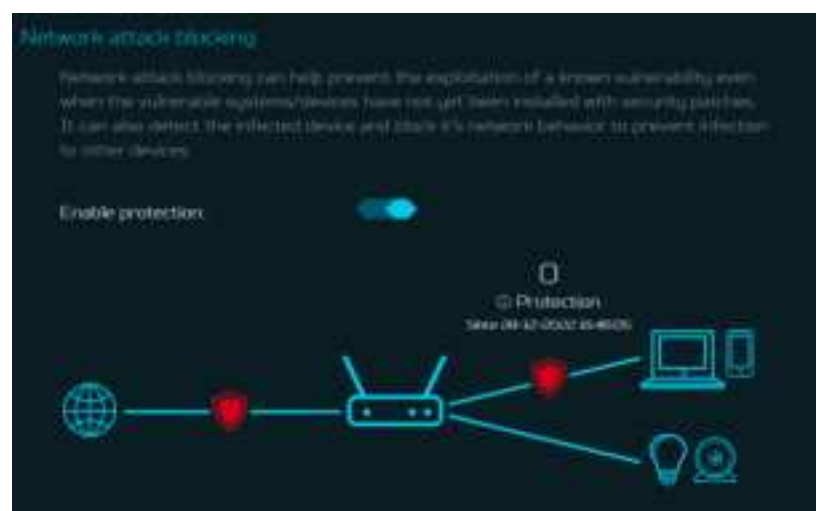 Network attack blocking
Network attack blocking can help prevent the exploitation of a known vulnerability even
when the vulnerable systems/devices have not yet been installed with security patches.
It can also detect the infected device and block it's network behavior to prevent infection
to other devices.
Enable protection
0
Protection
Since